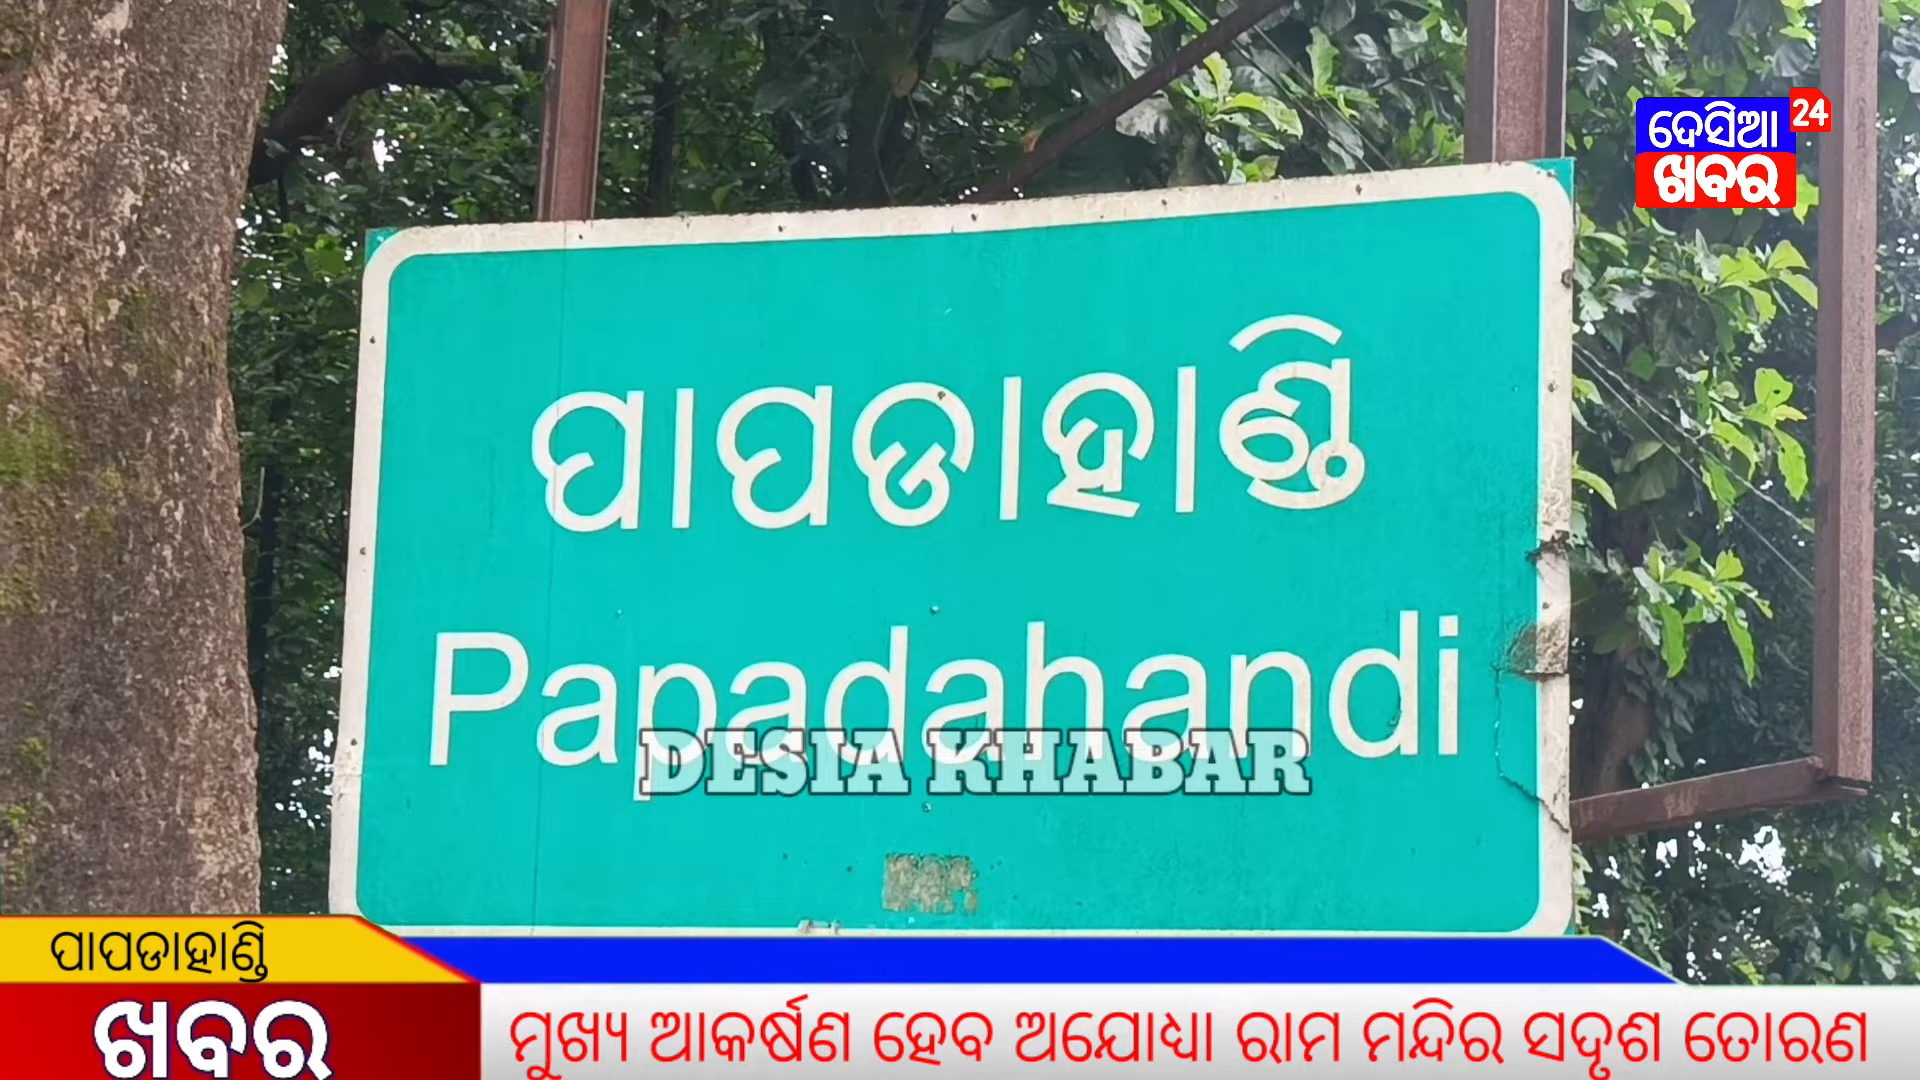 ଦେସିଆ 24
ଖବର
ପାପଡାହାଣ୍ଡି
Papadahandi
DESIA KHABAR
ପାପଡାହାଣ୍ଡି
ଖବର
ମୁଖ୍ୟ ଆକର୍ଷଣ ହେବ ଅଯୋଧ୍ୟା ରାମ ମନ୍ଦିର ସଦୃଶ ତୋରଣ